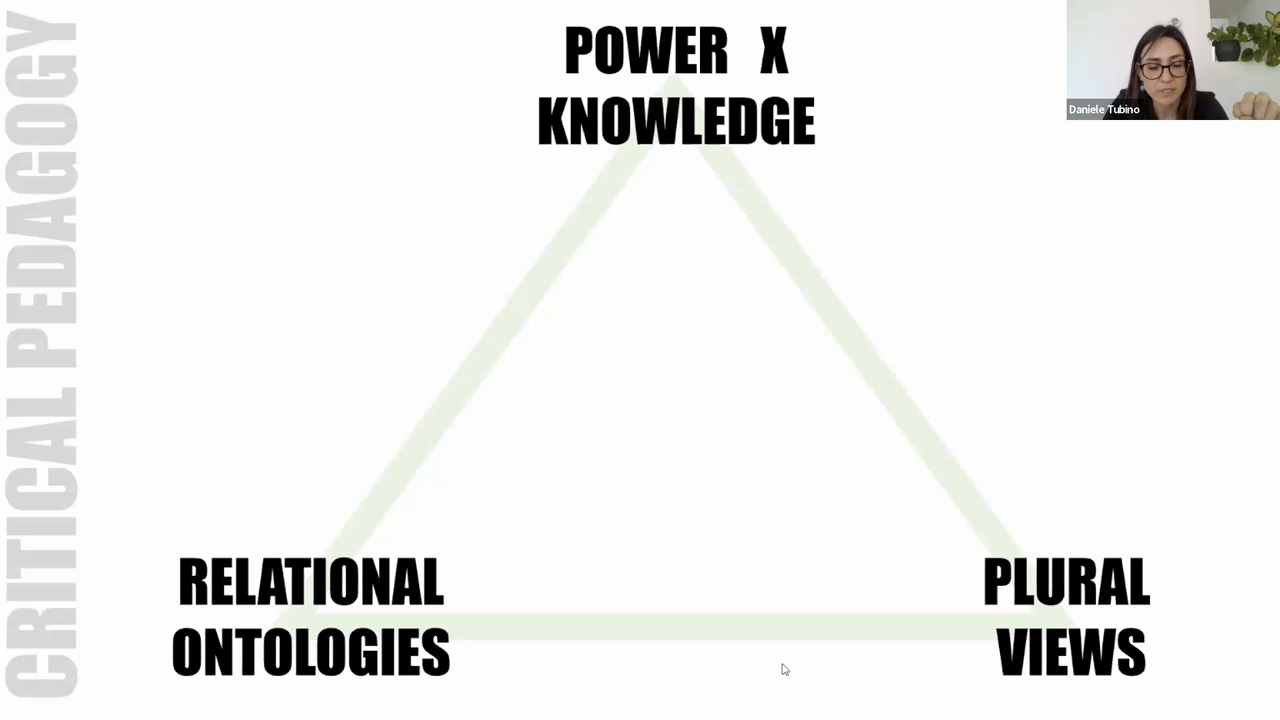 CRITICAL PEDAGOGY
POWER X
KNOWLEDGE
Daniele Tubino
RELATIONAL
ONTOLOGIES
PLURAL
VIEWS